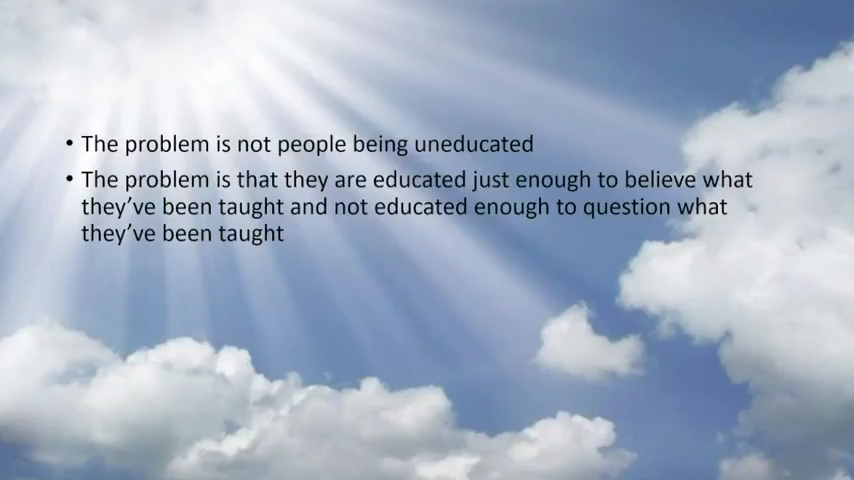 • The problem is not people being uneducated
• The problem is that they are educated just enough to believe what
they’ve been taught and not educated enough to question what
they’ve been taught